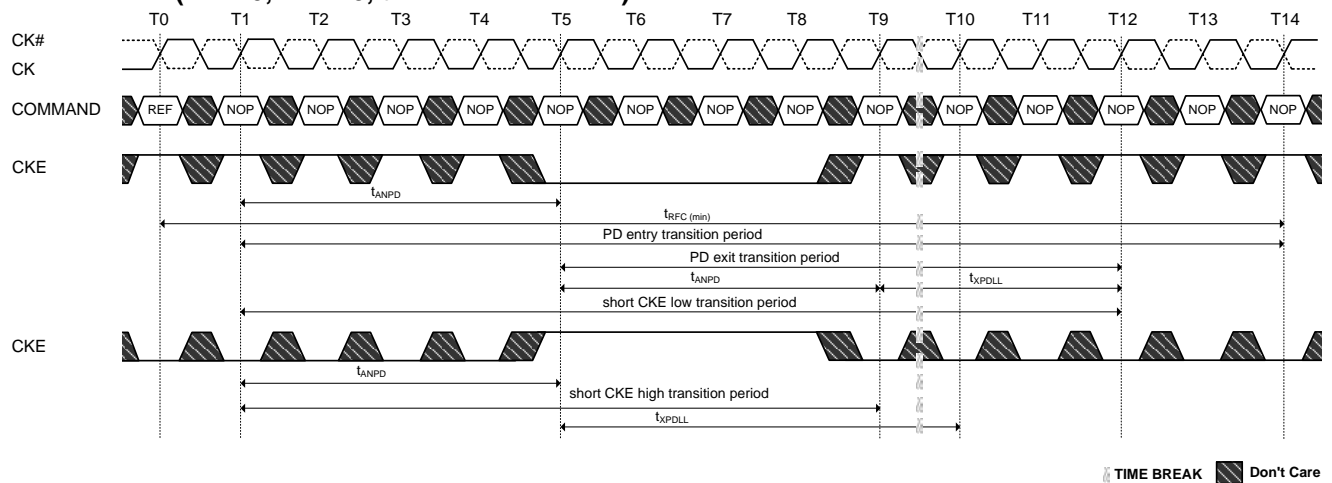 T0 T1 T2 T3 T4 T5 T6 T7 T8 T9 T10 T11 T12 T13 T14
CK#
CK
COMMAND REF NOP NOP NOP NOP NOP NOP NOP NOP NOP NOP NOP NOP NOP NOP
CKE
tANPD
tRFC (min)
PD entry transition period
PD exit transition period
tANPD tXPDLL
short CKE low transition period
CKE
tANPD
short CKE high transition period
tXPDLL
TIME BREAK Don't Care